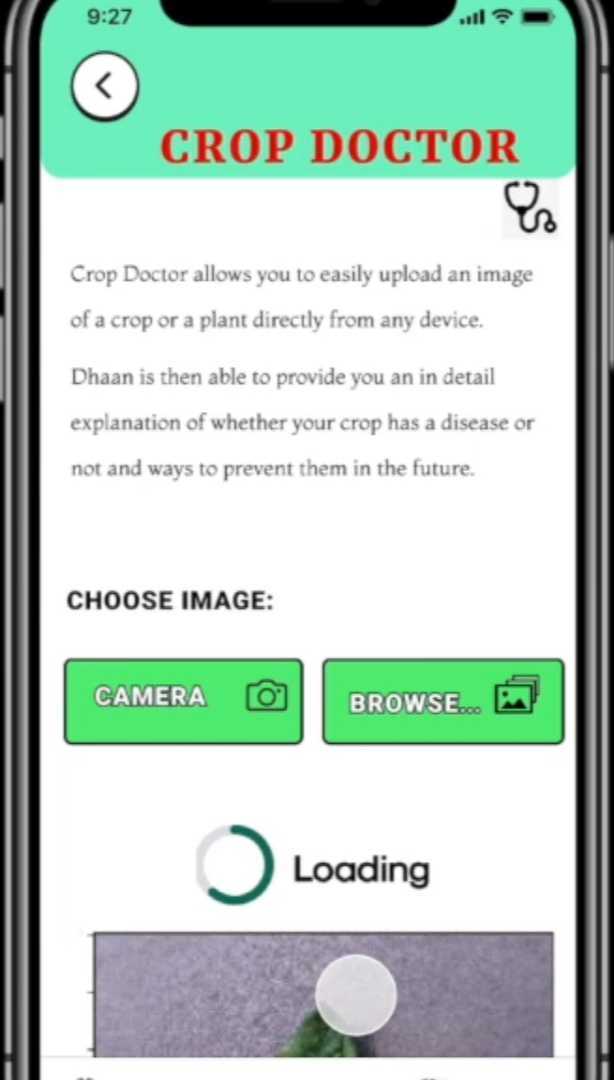 9:27
CROP DOCTOR
Crop Doctor allows you to easily upload an image
of a crop or a plant directly from any device.
Dhaan is then able to provide you an in detail
explanation of whether your crop has a disease or
not and ways to prevent them in the future.
CHOOSE IMAGE:
CAMERA
BROWSE...
Loading